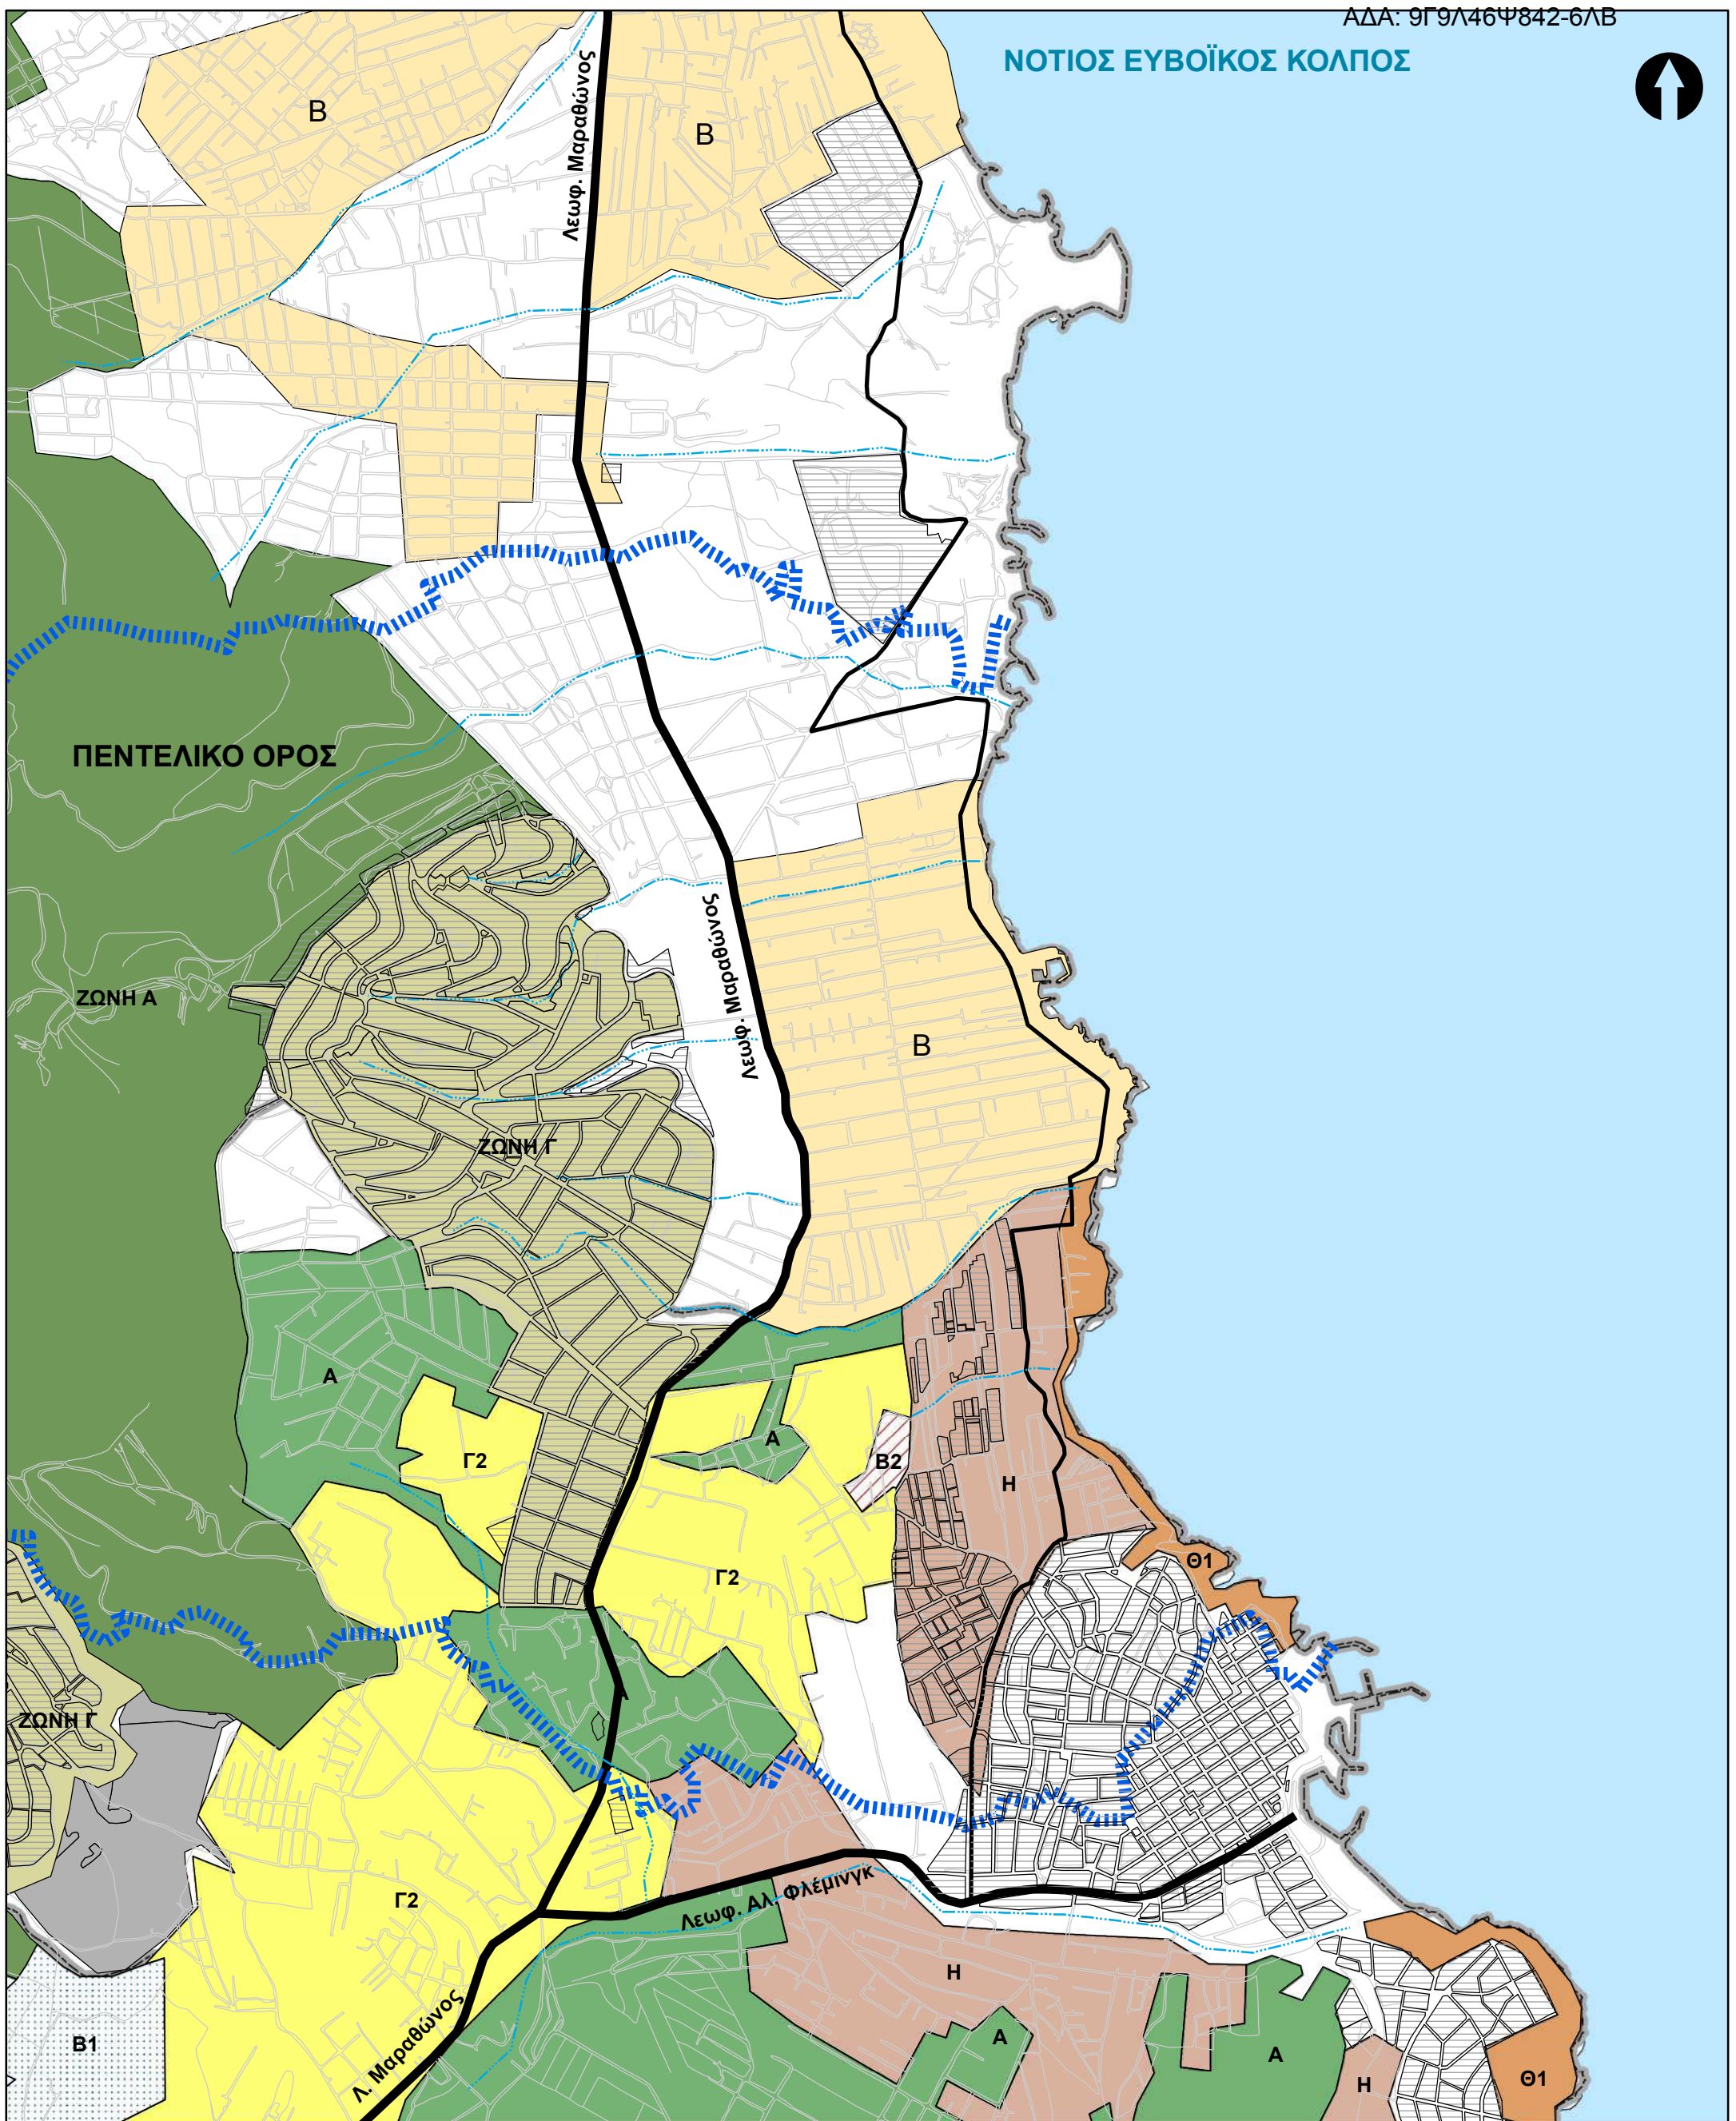 ΑΔΑ: 9Γ9Λ46Ψ842-6ΛΒ
ΝΟΤΙΟΣ ΕΥΒΟΪΚΟΣ ΚΟΛΠΟΣ
Β
Β
Λεωφ. Μαραθώνος
ΠΕΝΤΕΛΙΚΟ ΟΡΟΣ
ΖΩΝΗ Α
Λεωφ. Μαραθώνος
Β
ΖΩΝΗ Γ
Α
Γ2
Α
Β2
Η
Θ1
Γ2
Α
ΖΩΝΗ Γ
Γ2
Λεωφ. Αλ. Φλέμινγκ
Η
Λ. Μαραθώνος
Β1
Α
Α
Η
Θ1